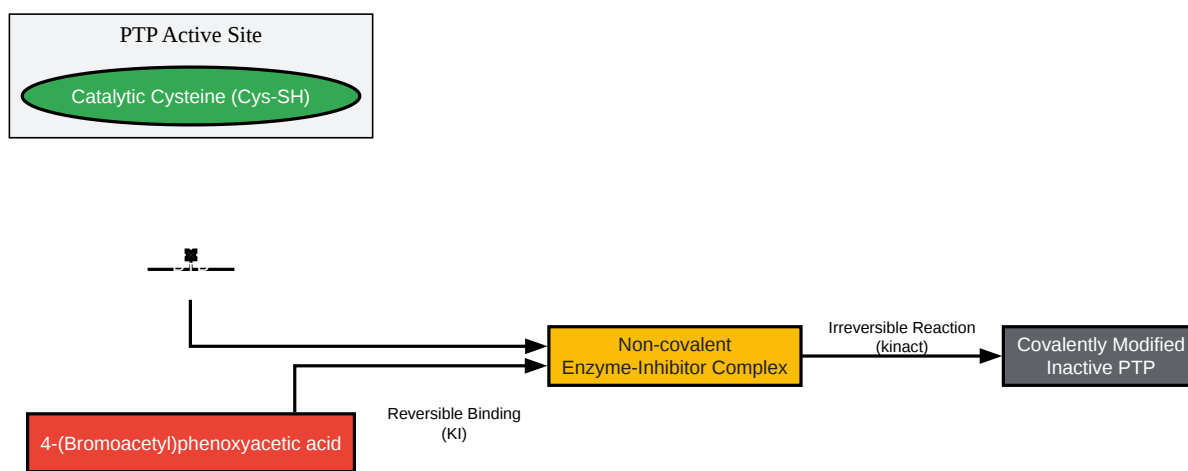 PTP Active Site
Catalytic Cysteine (Cys-SH)
Non-covalent
Enzyme-Inhibitor Complex
Irreversible Reaction
(kinact)
Covalently Modified
Inactive PTP
Reversible Binding
(KI)
4-(Bromoacetyl)phenoxyacetic acid